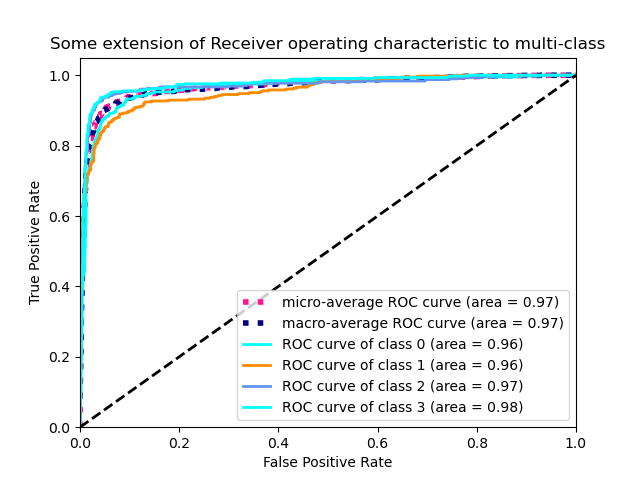 Some extension of Receiver operating characteristic to multi-class
1.0
0.8
0.6
0.4
0.2
0.0
True Positive Rate
micro-average ROC curve (area = 0.97)
macro-average ROC curve (area = 0.97)
ROC curve of class 0 (area = 0.96)
ROC curve of class 1 (area = 0.96)
ROC curve of class 2 (area = 0.97)
ROC curve of class 3 (area = 0.98)
0.0 0.2 0.4 0.6 0.8 1.0
False Positive Rate